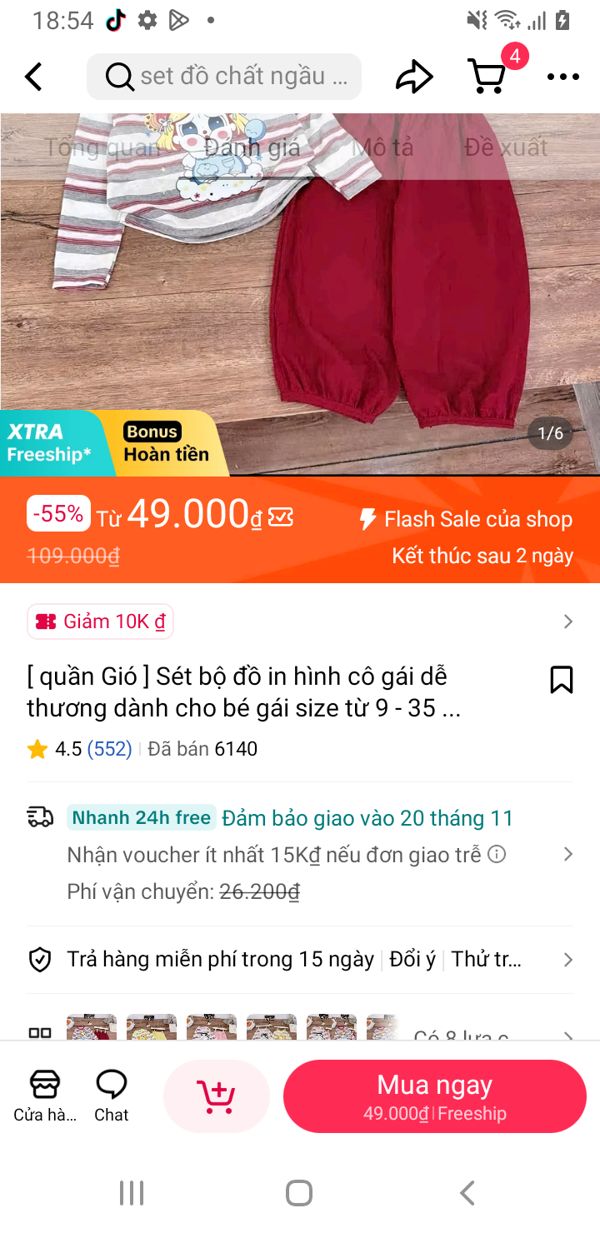 18:54
4
set đồ chất ngầu ...
Tổng quan Đánh giá Mô tả Đề xuất
XTRA
Freeship*
Bonus
Hoàn tiền
1/6
-55% Từ 49.000₫
Flash Sale của shop
109.000₫
Kết thúc sau 2 ngày
Giảm 10K ₫
[ quần Gió ] Sét bộ đồ in hình cô gái dễ
thương dành cho bé gái size từ 9 - 35 ...
4.5 (552) Đã bán 6140
Nhanh 24h free Đảm bảo giao vào 20 tháng 11
Nhận voucher ít nhất 15K₫ nếu đơn giao trễ
Phí vận chuyển: 26.200₫
Trả hàng miễn phí trong 15 ngày Đổi ý Thử tr...
Có 8 lựa c
Cửa hà...
Chat
Mua ngay
49.000₫ Freeship